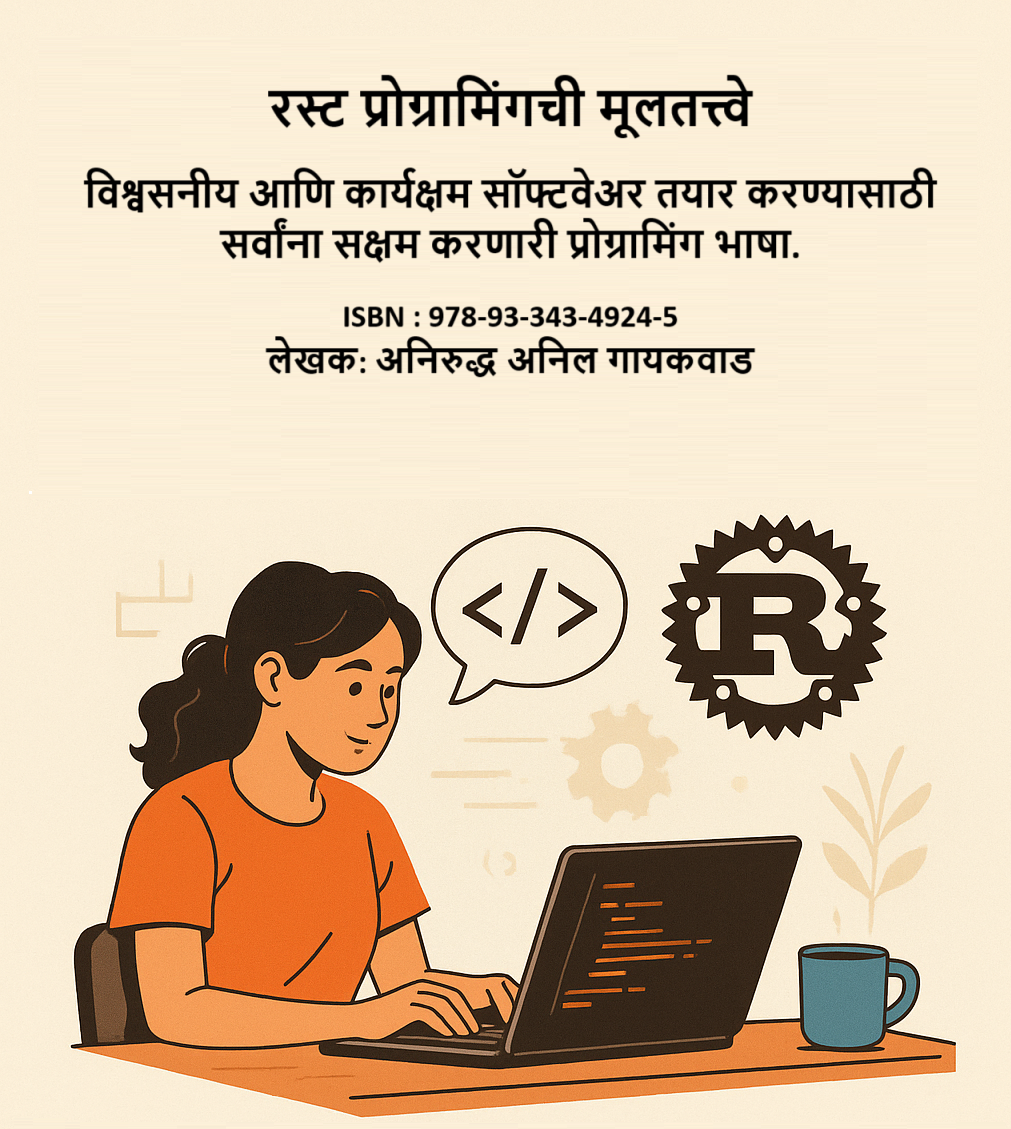 रस्ट प्रोग्रामिंगची मूलतत्त्वे
विश्वसनीय आणि कार्यक्षम सॉफ्टवेअर तयार करण्यासाठी
सर्वांना सक्षम करणारी प्रोग्रामिंग भाषा.
ISBN : 978-93-343-4924-5
लेखक: अनिरुद्ध अनिल गायकवाड
</>
R